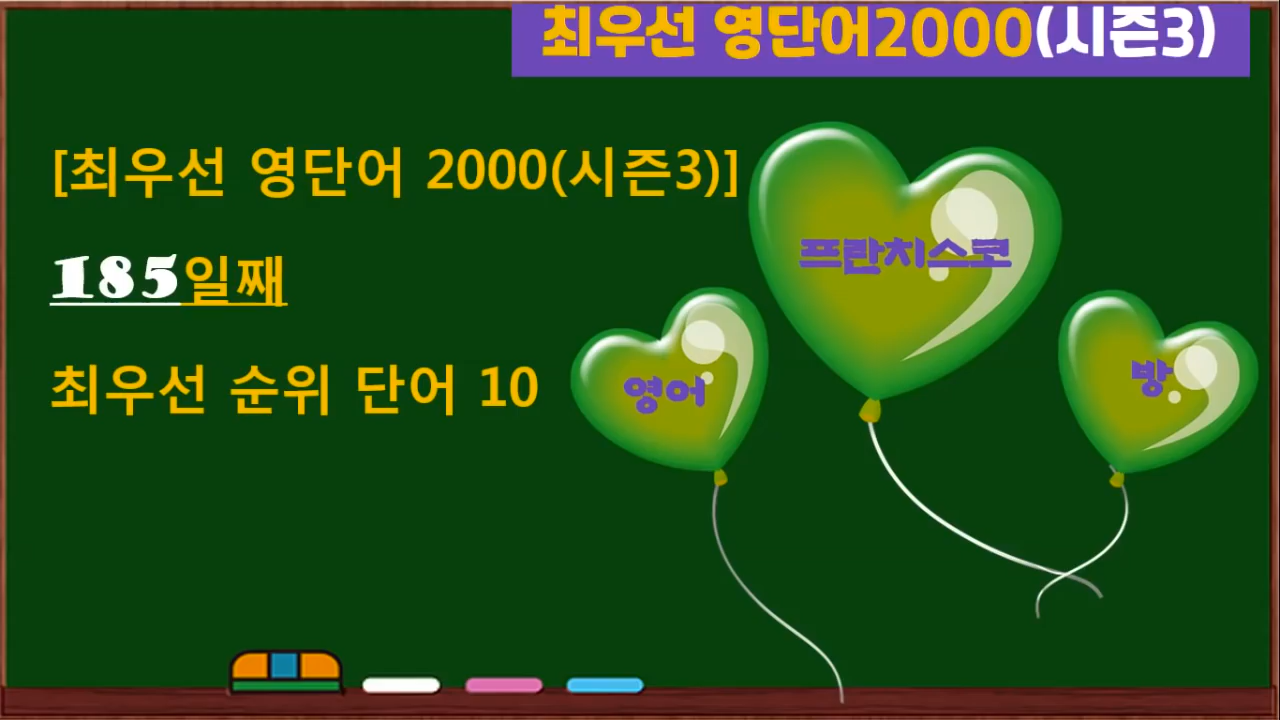 최우선 영단어2000(시즌3)
[최우선 영단어 2000(시즌3)]
185일째
최우선 순위 단어 10
프란치스코
영어
방